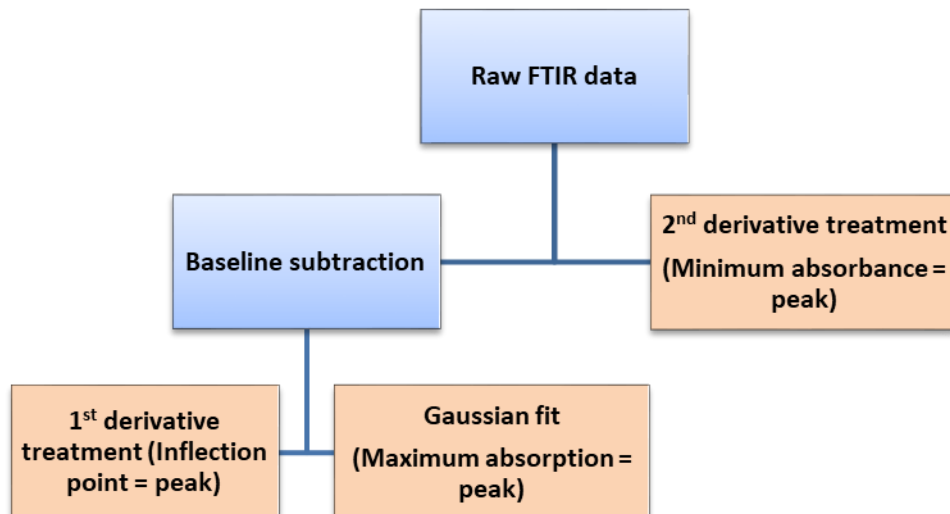 Raw FTIR data
Baseline subtraction
2nd derivative treatment
(Minimum absorbance =
peak)
1st derivative
treatment (Inflection
point = peak)
Gaussian fit
(Maximum absorption =
peak)